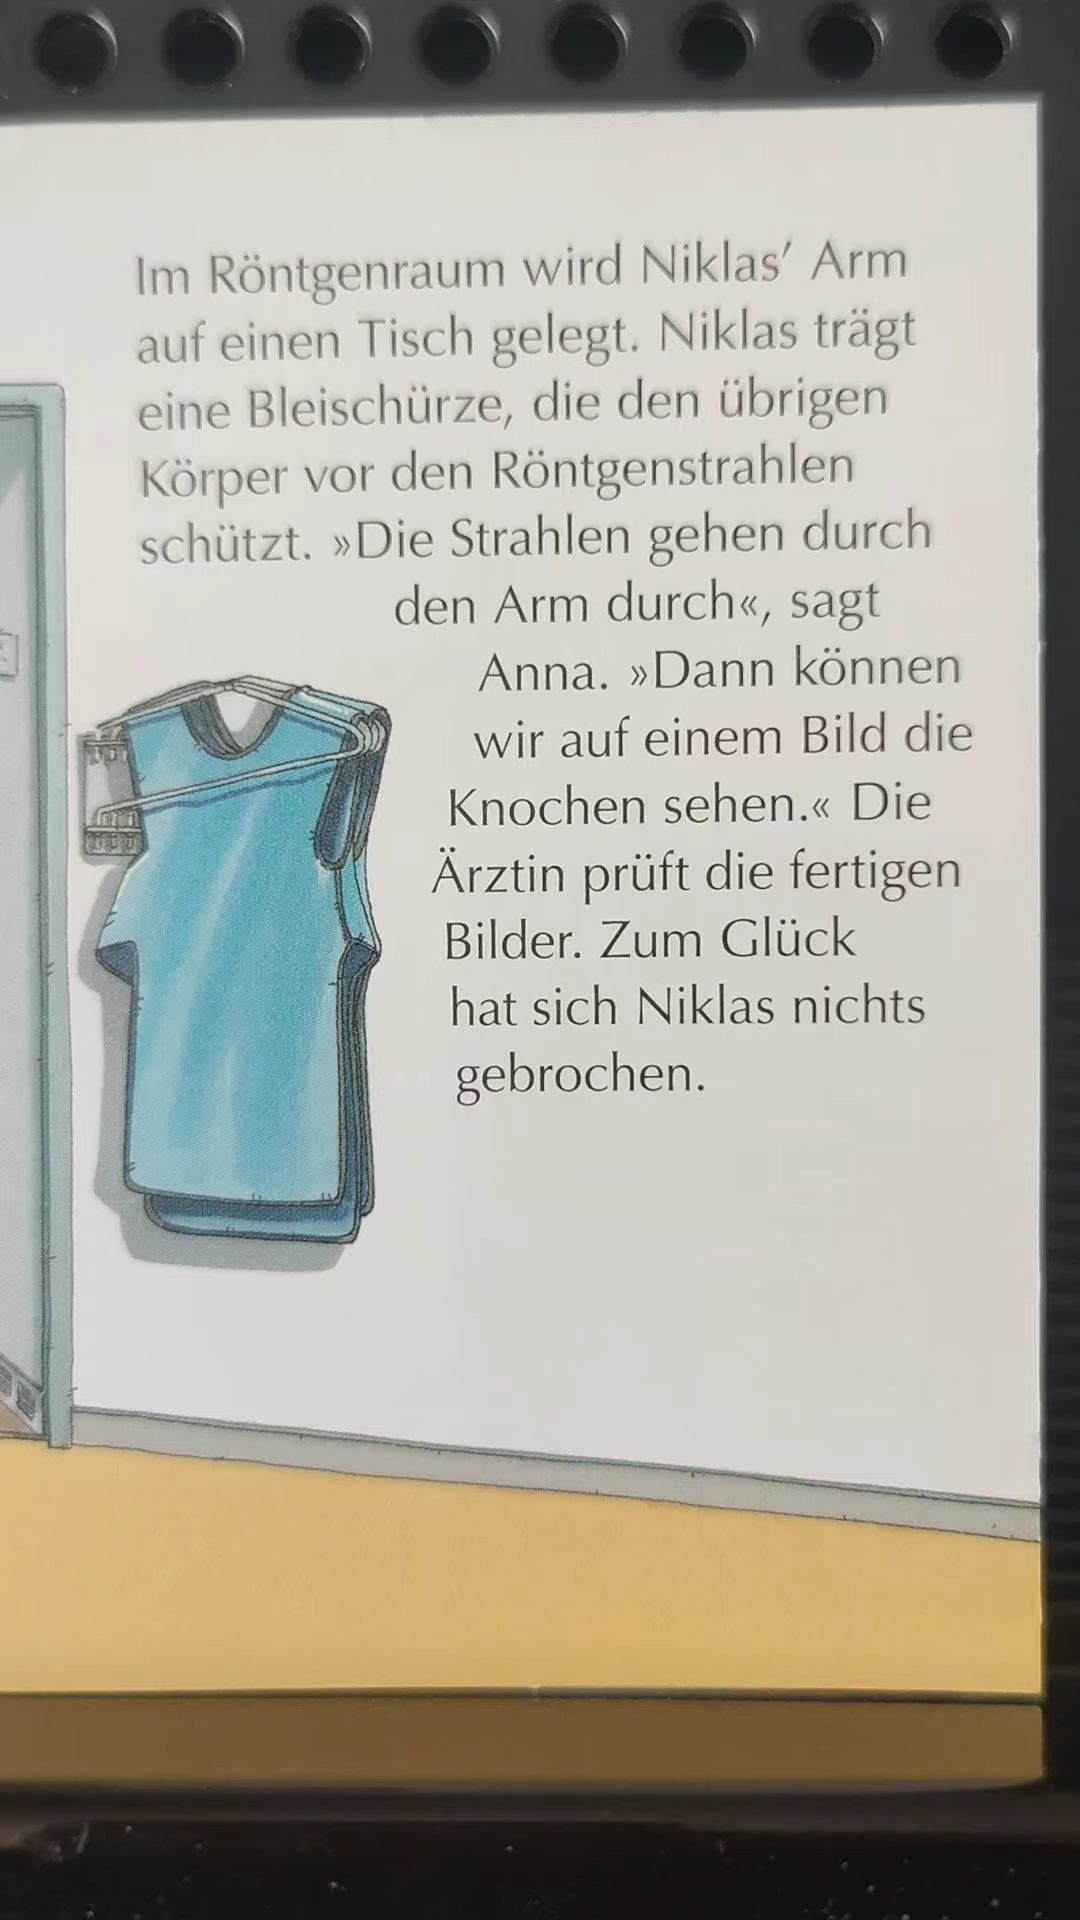 Im Röntgenraum wird Niklas’ Arm
auf einen Tisch gelegt. Niklas trägt
eine Bleischürze, die den übrigen
Körper vor den Röntgenstrahlen
schützt. »Die Strahlen gehen durch
den Arm durch«, sagt
Anna. »Dann können
wir auf einem Bild die
Knochen sehen.« Die
Ärztin prüft die fertigen
Bilder. Zum Glück
hat sich Niklas nichts
gebrochen.